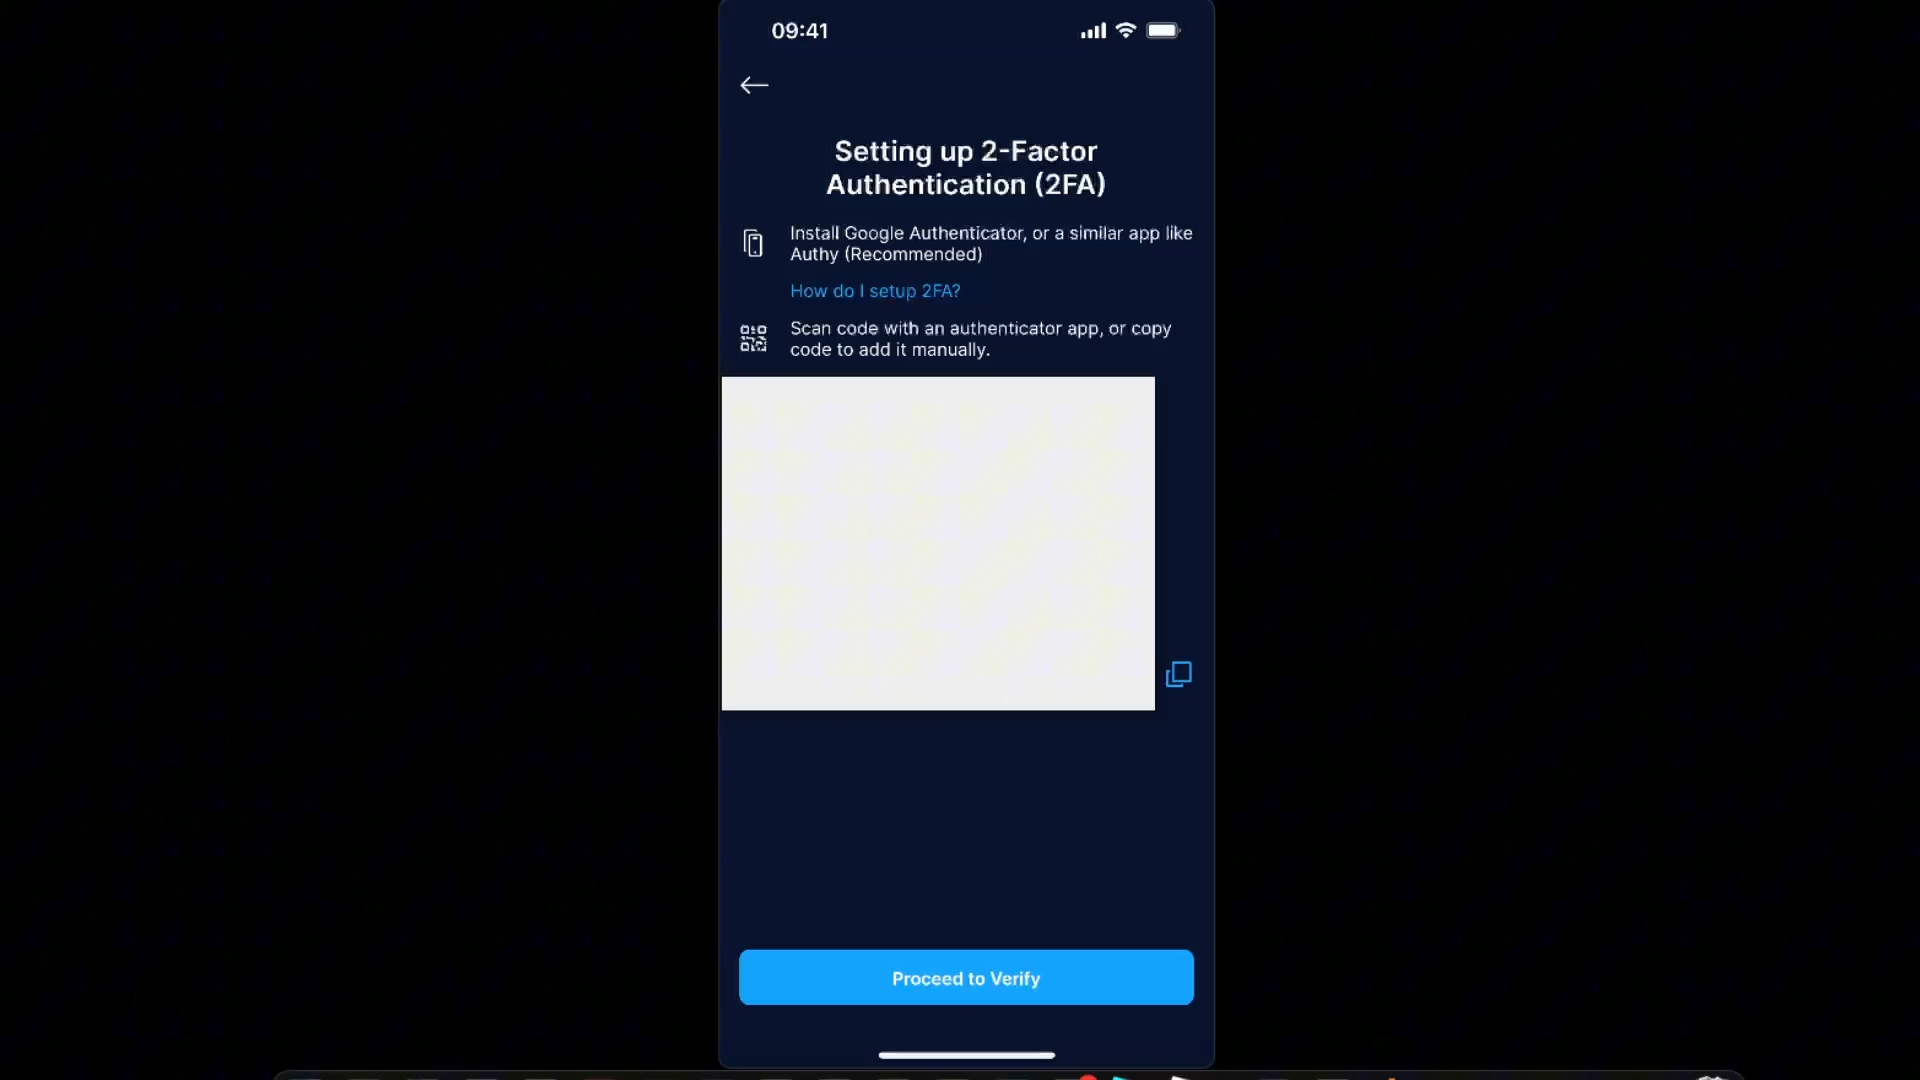 09:41
Setting up 2-Factor
Authentication (2FA)
Install Google Authenticator, or a similar app like
Authy (Recommended)
How do I setup 2FA?
Scan code with an authenticator app, or copy
code to add it manually.
Proceed to Verify